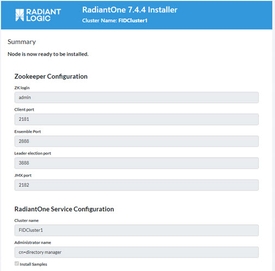 RADIANT
LOGIC
RadiantOne 7.4.4 Installer
Cluster Name: FIDCluster1
Summary
Node is now ready to be installed.
Zookeeper Configuration
ZK login
admin
Client port
2181
Ensemble Port
2888
Leader election port
3888
JMX port
2182
RadiantOne Service Configuration
Cluster name
FIDCluster1
Administrator name
cn=directory manager
Install Samples